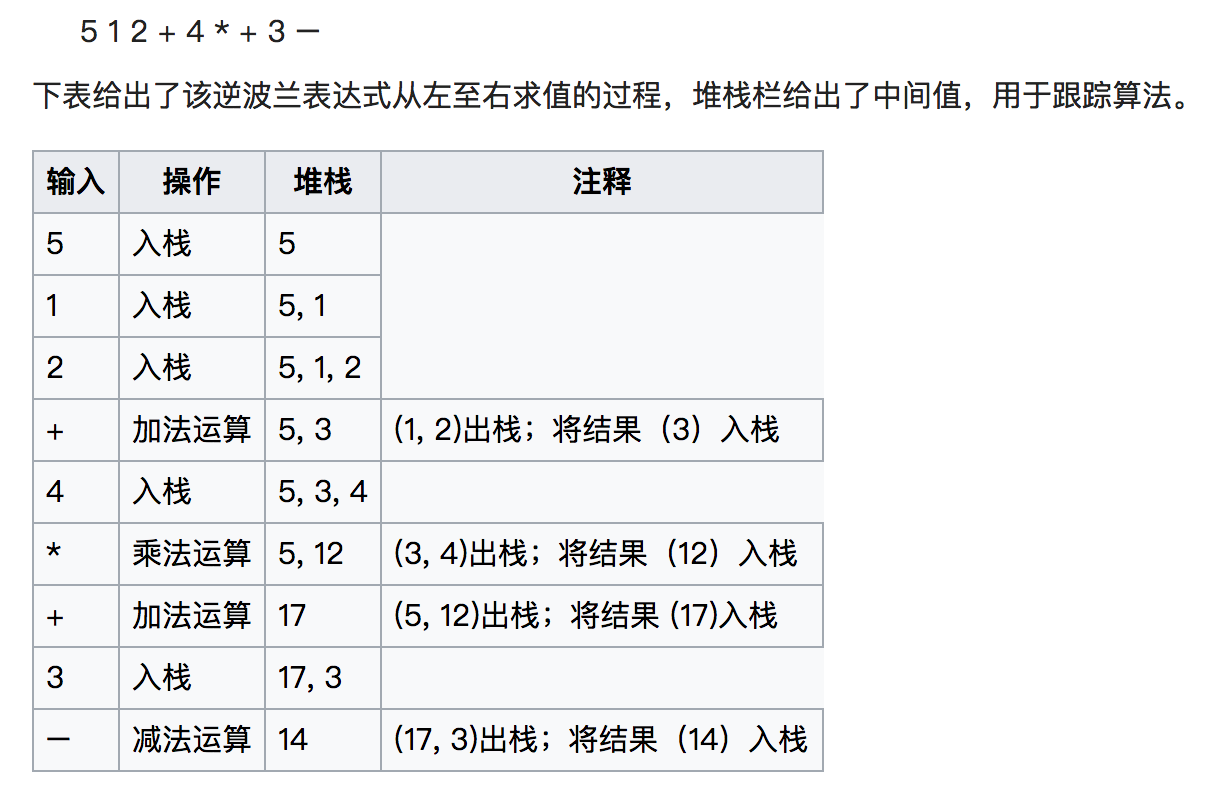 5 1 2 + 4 * + 3 −
下表给出了该逆波兰表达式从左至右求值的过程，堆栈栏给出了中间值，用于跟踪算法。
输入 操作 堆栈 注释
5 入栈 5
1 入栈 5, 1
2 入栈 5, 1, 2
+ 加法运算 5, 3 (1, 2)出栈；将结果（3）入栈
4 入栈 5, 3, 4
* 乘法运算 5, 12 (3, 4)出栈；将结果（12）入栈
+ 加法运算 17 (5, 12)出栈；将结果 (17)入栈
3 入栈 17, 3
− 减法运算 14 (17, 3)出栈；将结果（14）入栈